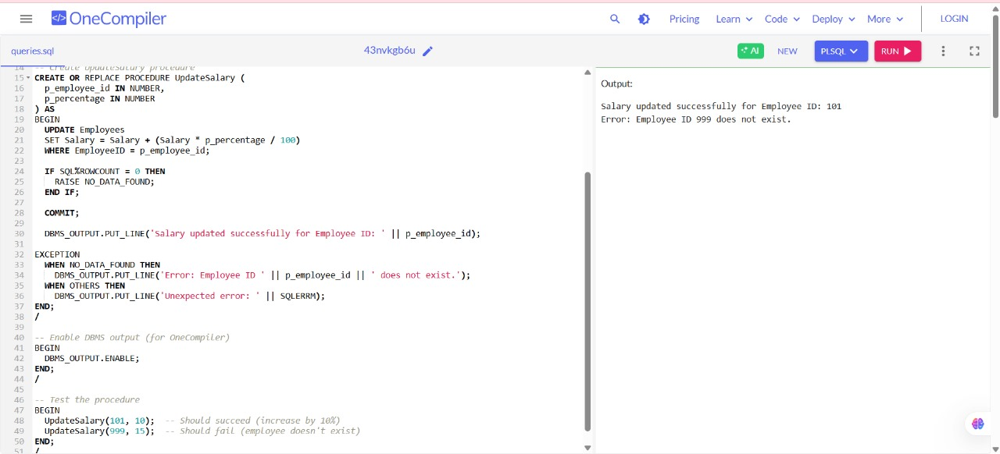 </> OneCompiler
Pricing Learn Code Deploy More LOGIN
queries.sql
43nvkgb6u
AI NEW PLSQL RUN
14 -- Create UpdateSalary procedure
15 CREATE OR REPLACE PROCEDURE UpdateSalary (
16   p_employee_id IN NUMBER,
17   p_percentage IN NUMBER
18 ) AS
19 BEGIN
20   UPDATE Employees
21   SET Salary = Salary + (Salary * p_percentage / 100)
22   WHERE EmployeeID = p_employee_id;
23
24   IF SQL%ROWCOUNT = 0 THEN
25     RAISE NO_DATA_FOUND;
26   END IF;
27
28   COMMIT;
29
30   DBMS_OUTPUT.PUT_LINE('Salary updated successfully for Employee ID: ' || p_employee_id);
31
32 EXCEPTION
33   WHEN NO_DATA_FOUND THEN
34     DBMS_OUTPUT.PUT_LINE('Error: Employee ID ' || p_employee_id || ' does not exist.');
35   WHEN OTHERS THEN
36     DBMS_OUTPUT.PUT_LINE('Unexpected error: ' || SQLERRM);
37 END;
38 /
39
40 -- Enable DBMS output (for OneCompiler)
41 BEGIN
42   DBMS_OUTPUT.ENABLE;
43 END;
44 /
45
46 -- Test the procedure
47 BEGIN
48   UpdateSalary(101, 10);  -- Should succeed (increase by 10%)
49   UpdateSalary(999, 15);  -- Should fail (employee doesn't exist)
50 END;
51 /
Output:
Salary updated successfully for Employee ID: 101
Error: Employee ID 999 does not exist.